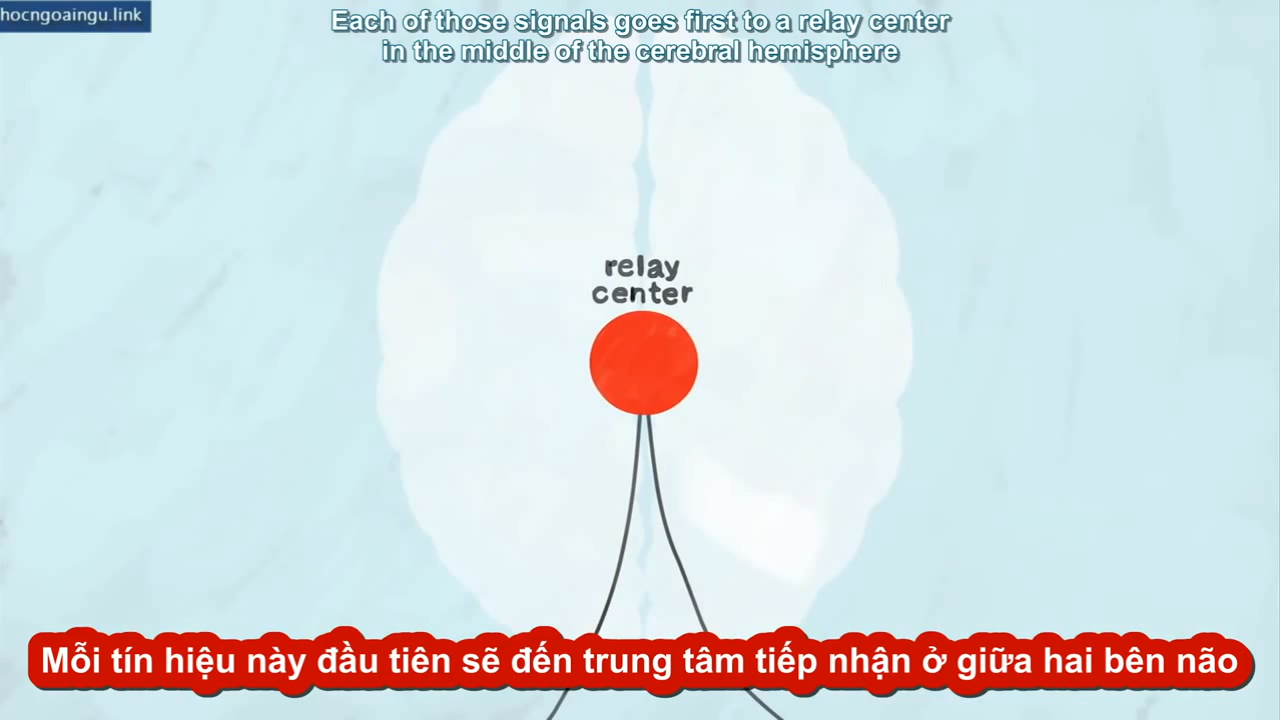 hocngoaingu.link
Each of those signals goes first to a relay center
in the middle of the cerebral hemisphere
relay
center
Mỗi tín hiệu này đầu tiên sẽ đến trung tâm tiếp nhận ở giữa hai bên não